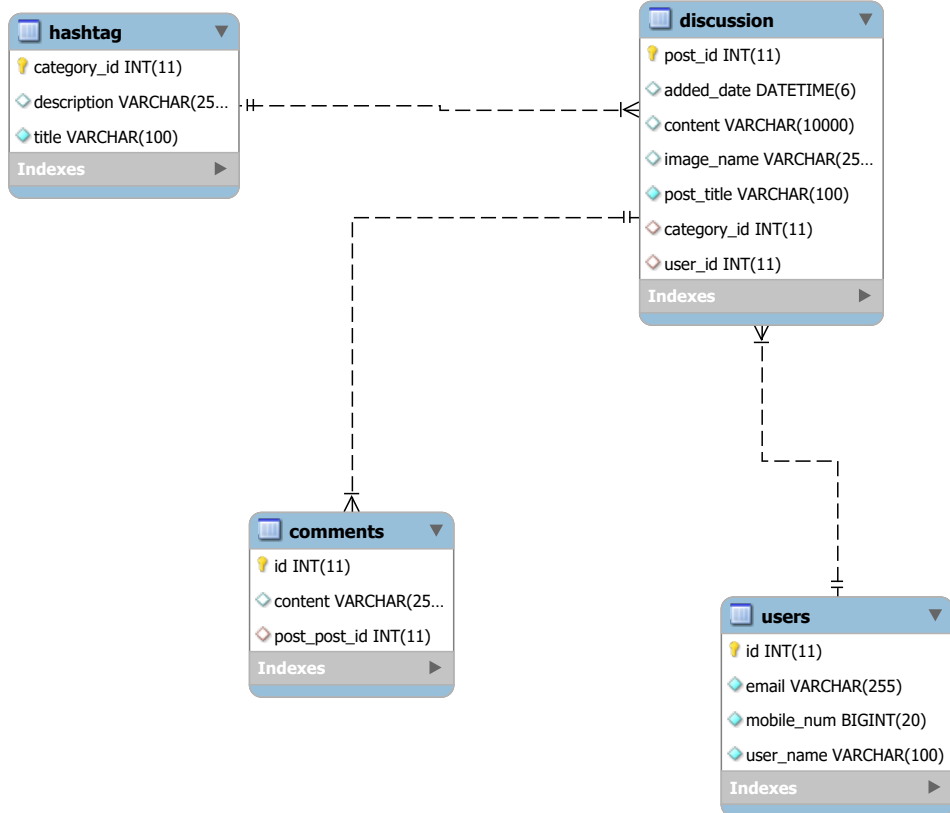 hashtag
category_id INT(11)
description VARCHAR(25...
title VARCHAR(100)
Indexes
discussion
post_id INT(11)
added_date DATETIME(6)
content VARCHAR(10000)
image_name VARCHAR(25...
post_title VARCHAR(100)
category_id INT(11)
user_id INT(11)
Indexes
comments
id INT(11)
content VARCHAR(25...
post_post_id INT(11)
Indexes
users
id INT(11)
email VARCHAR(255)
mobile_num BIGINT(20)
user_name VARCHAR(100)
Indexes